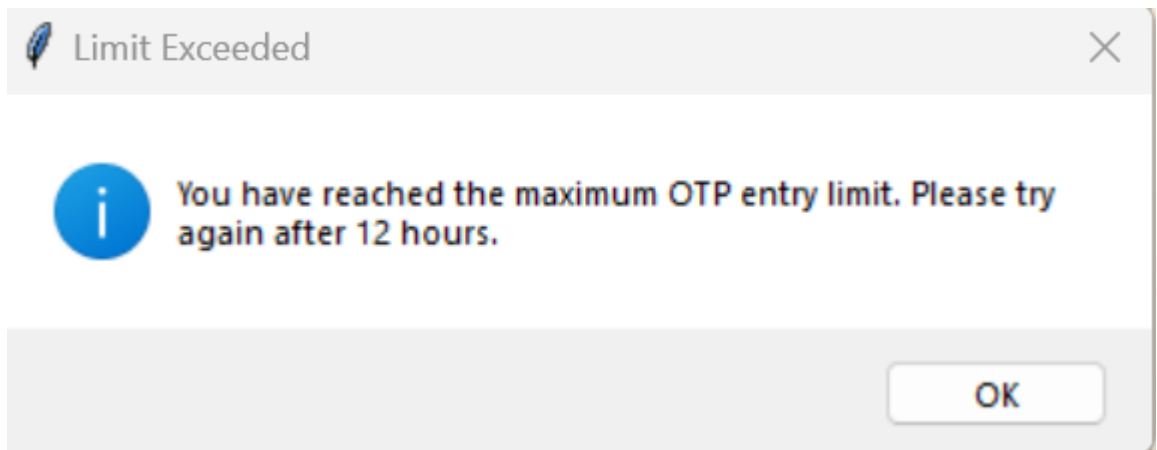 Limit Exceeded
You have reached the maximum OTP entry limit. Please try
again after 12 hours.
OK